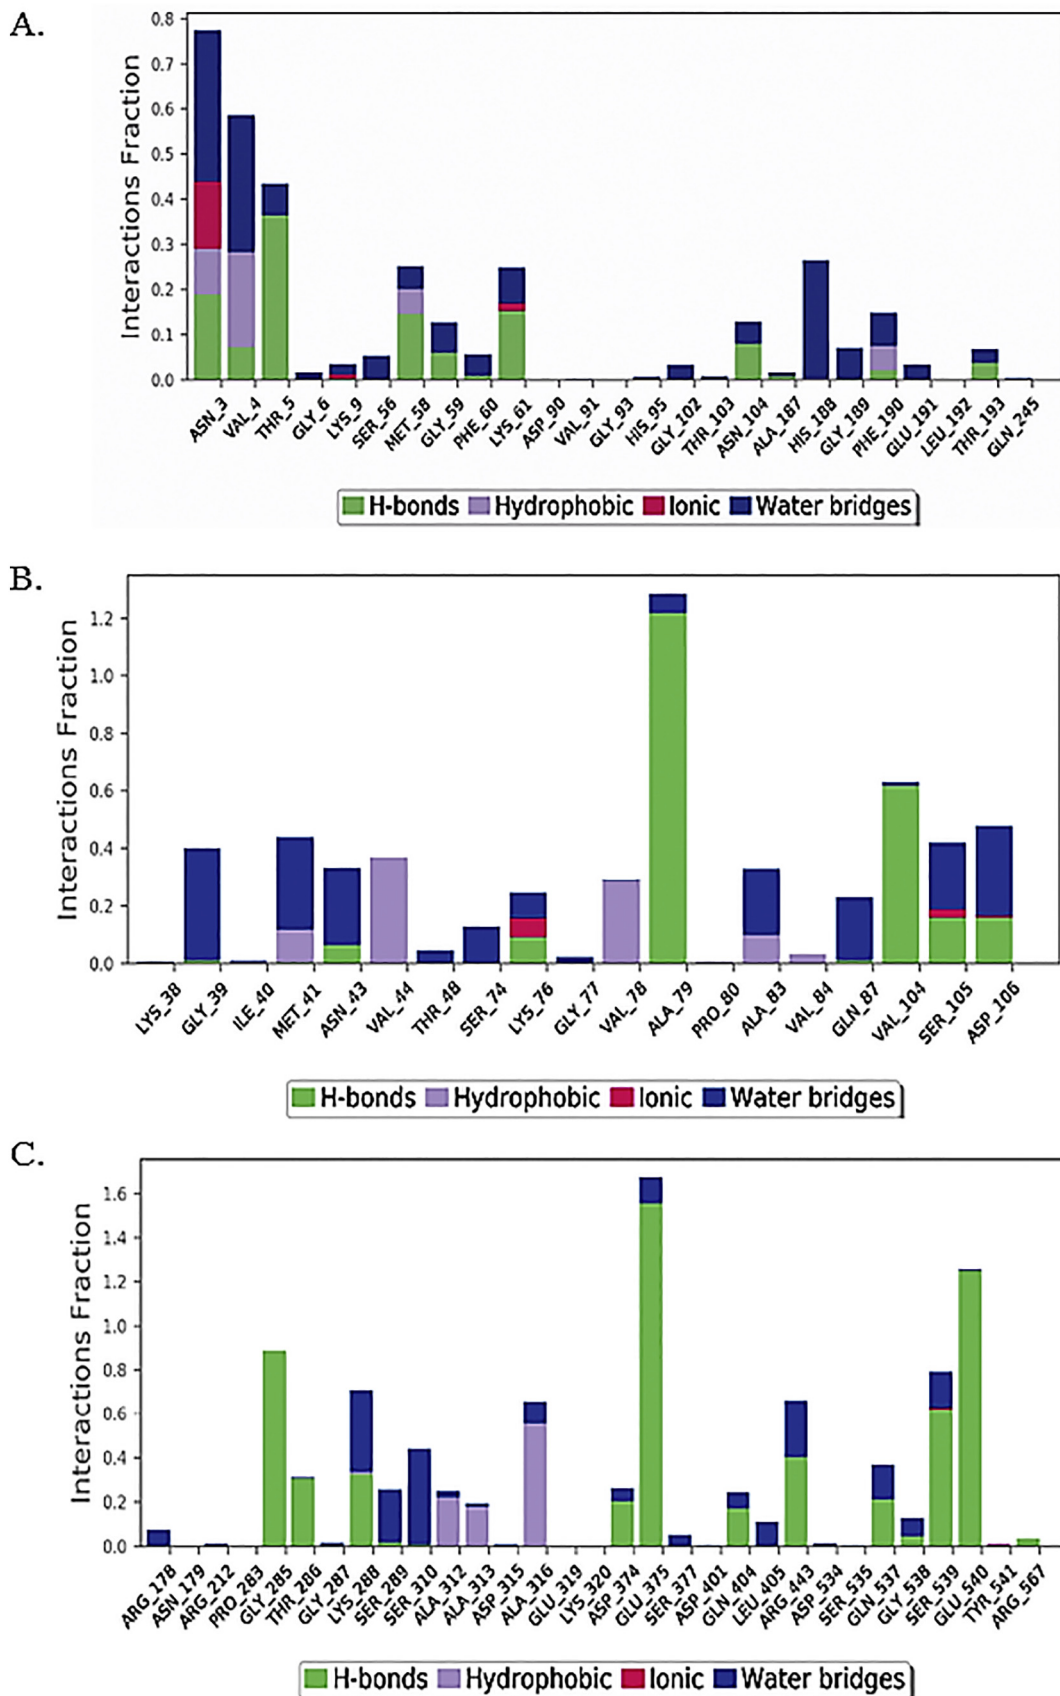 A.
Interactions Fraction
0.8
0.7
0.6
0.5
0.4
0.3
0.2
0.1
0.0
ASN_3 VAL_4 THR_5 GLY_6 LYS_9 SER_56 MET_58 GLY_59 PHE_60 LYS_61 ASP_90 VAL_91 GLY_93 HIS_95 GLY_102 THR_103 ASN_104 ALA_187 HIS_188 GLY_189 PHE_190 GLU_191 LEU_192 THR_193 GLN_245
H-bonds Hydrophobic Ionic Water bridges
B.
Interactions Fraction
1.2
1.0
0.8
0.6
0.4
0.2
0.0
LYS_38 GLY_39 ILE_40 MET_41 ASN_43 VAL_44 THR_48 SER_74 LYS_76 GLY_77 VAL_78 ALA_79 PRO_80 ALA_83 VAL_84 GLN_87 VAL_104 SER_105 ASP_106
H-bonds Hydrophobic Ionic Water bridges
C.
Interactions Fraction
1.6
1.4
1.2
1.0
0.8
0.6
0.4
0.2
0.0
ARG_178 ASN_179 ARG_212 PRO_283 GLY_285 THR_286 GLY_287 LYS_288 SER_289 SER_310 ALA_312 ALA_313 ASP_315 ALA_316 GLU_319 LYS_320 ASP_374 GLU_375 SER_377 ASP_401 GLN_404 LEU_405 ARG_443 ASP_534 SER_535 GLN_537 GLY_538 SER_539 GLU_540 TYR_541 ARG_567
H-bonds Hydrophobic Ionic Water bridges